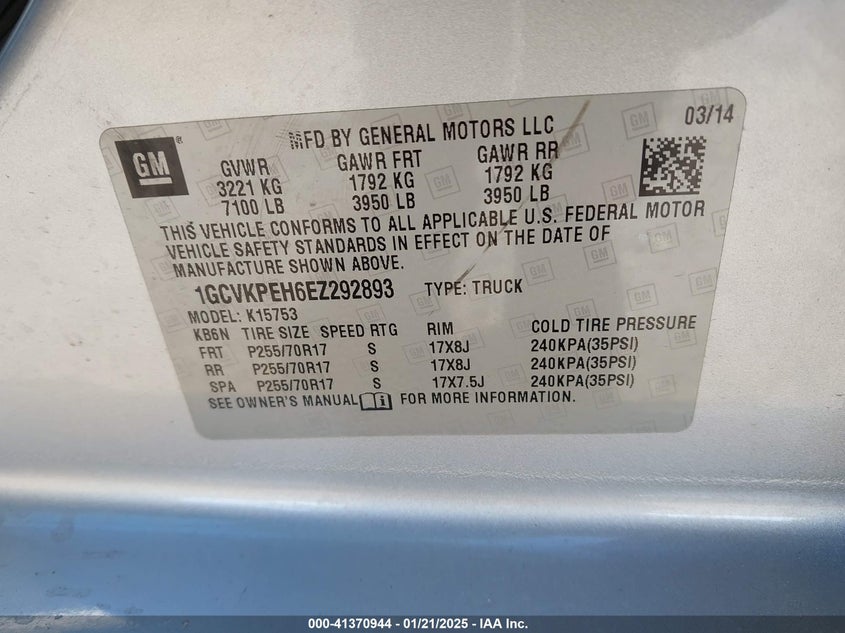 GM
®
MFD BY GENERAL MOTORS LLC
03/14
GVWR GAWR FRT GAWR RR
3221 KG 1792 KG 1792 KG
7100 LB 3950 LB 3950 LB
THIS VEHICLE CONFORMS TO ALL APPLICABLE U.S. FEDERAL MOTOR
VEHICLE SAFETY STANDARDS IN EFFECT ON THE DATE OF
MANUFACTURE SHOWN ABOVE.
1GCVKPEH6EZ292893 TYPE: TRUCK
MODEL: K15753
KB6N TIRE SIZE SPEED RTG RIM COLD TIRE PRESSURE
FRT P255/70R17 S 17X8J 240KPA(35PSI)
RR P255/70R17 S 17X8J 240KPA(35PSI)
SPA P255/70R17 S 17X7.5J 240KPA(35PSI)
SEE OWNER'S MANUAL FOR MORE INFORMATION.
000-41370944 / 01/21/2025 - IAA Inc.